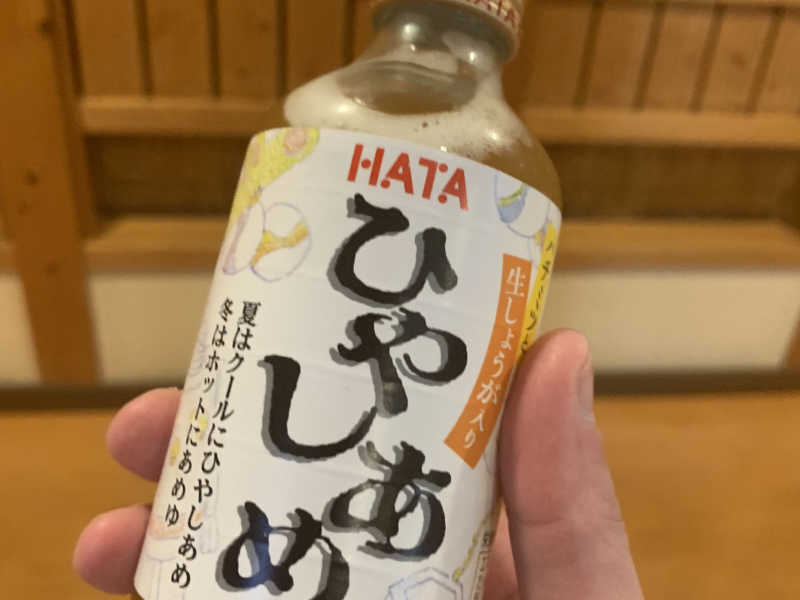 HATA
ひやしあめ
生しょうが入り
夏はクールにひやしあめ
冬はホットにあめゆ